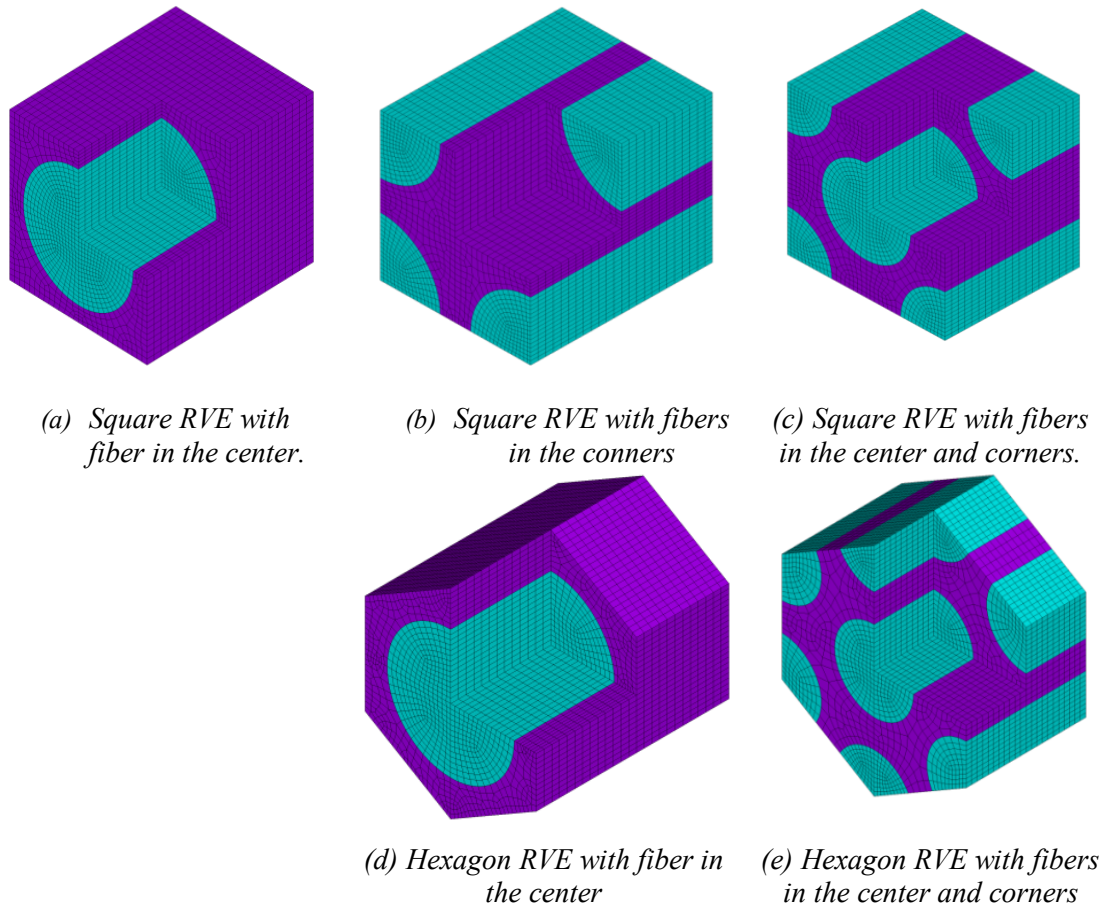 (a) Square RVE with
fiber in the center.
(b) Square RVE with fibers
in the conners
(c) Square RVE with fibers
in the center and corners.
(d) Hexagon RVE with fiber in
the center
(e) Hexagon RVE with fibers
in the center and corners